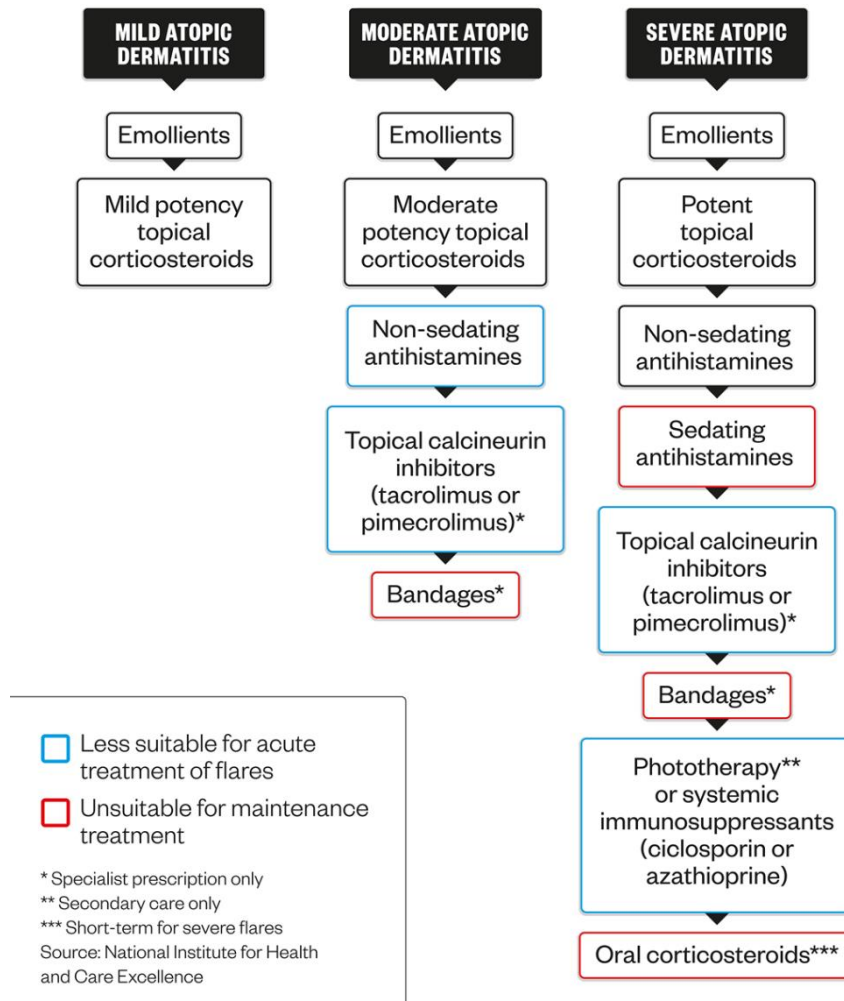 MILD ATOPIC
DERMATITIS
Emollients
Mild potency
topical
corticosteroids
MODERATE ATOPIC
DERMATITIS
Emollients
Moderate
potency topical
corticosteroids
Non-sedating
antihistamines
Topical calcineurin
inhibitors
(tacrolimus or
pimecrolimus)*
Bandages*
SEVERE ATOPIC
DERMATITIS
Emollients
Potent
topical
corticosteroids
Non-sedating
antihistamines
Sedating
antihistamines
Topical calcineurin
inhibitors
(tacrolimus or
pimecrolimus)*
Bandages*
Phototherapy**
or systemic
immunosuppressants
(ciclosporin or
azathioprine)
Oral corticosteroids***
Less suitable for acute
treatment of flares
Unsuitable for maintenance
treatment
* Specialist prescription only
** Secondary care only
*** Short-term for severe flares
Source: National Institute for Health
and Care Excellence